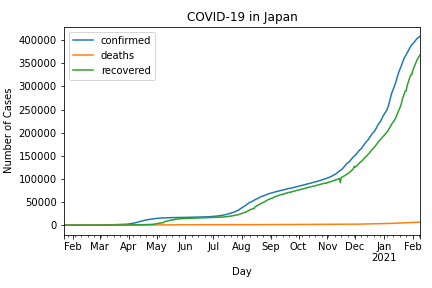 COVID-19 in Japan
confirmed
deaths
recovered
Number of Cases
400000
350000
300000
250000
200000
150000
100000
50000
0
Feb Mar Apr May Jun Jul Aug Sep Oct Nov Dec Jan Feb
2021
Day